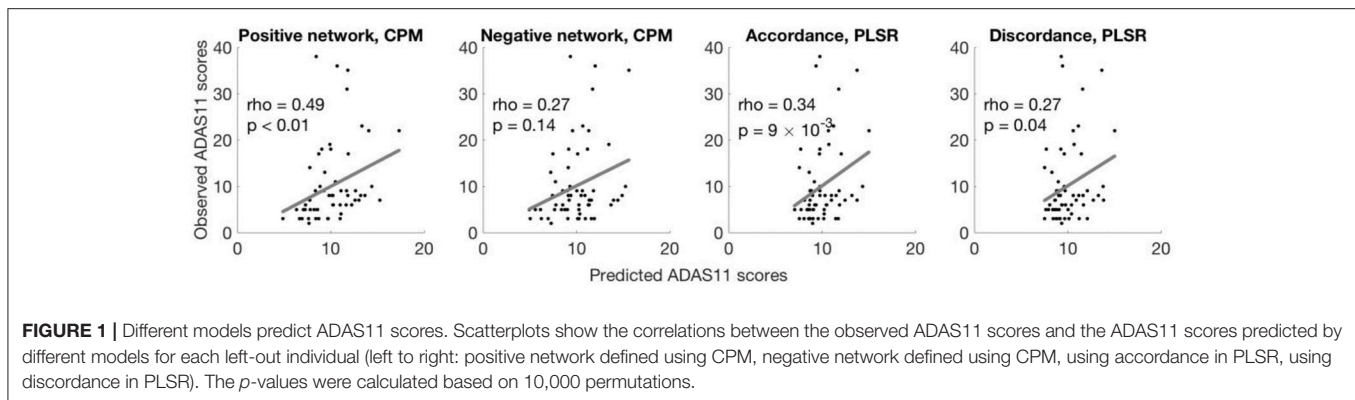 Positive network, CPM
Negative network, CPM
Accordance, PLSR
Discordance, PLSR
Observed ADAS11 scores
40
30
20
10
0
rho = 0.49
p < 0.01
0
10
20
40
30
20
10
0
rho = 0.27
p = 0.14
0
10
20
40
30
20
10
0
rho = 0.34
p = 9 × 10⁻³
0
10
20
40
30
20
10
0
rho = 0.27
p = 0.04
0
10
20
Predicted ADAS11 scores
FIGURE 1 | Different models predict ADAS11 scores. Scatterplots show the correlations between the observed ADAS11 scores and the ADAS11 scores predicted by
different models for each left-out individual (left to right: positive network defined using CPM, negative network defined using CPM, using accordance in PLSR, using
discordance in PLSR). The p-values were calculated based on 10,000 permutations.